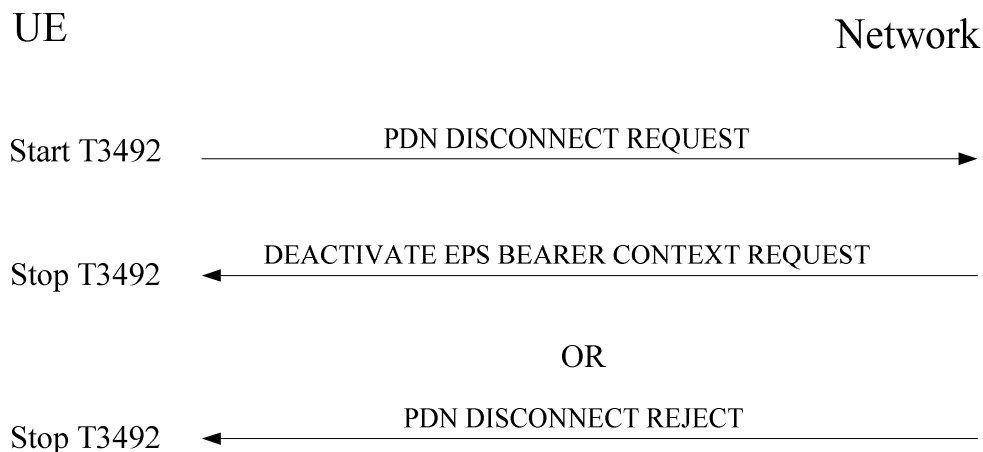 UE
Network
Start T3492
PDN DISCONNECT REQUEST
DEACTIVATE EPS BEARER CONTEXT REQUEST
Stop T3492
OR
PDN DISCONNECT REJECT
Stop T3492